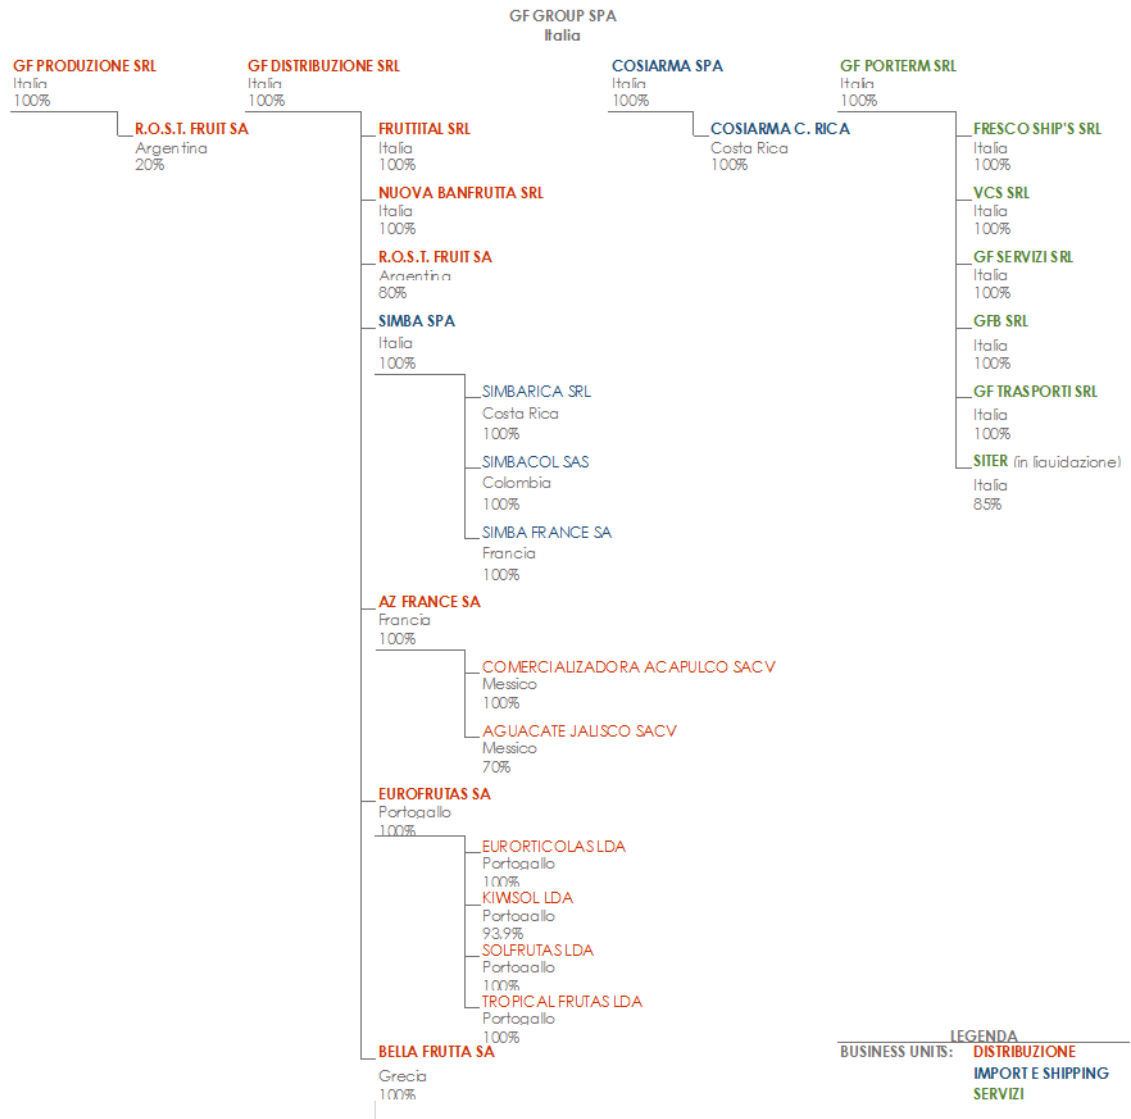 GF GROUP SPA
Italia
GF PRODUZIONE SRL
Italia
100%
R.O.S.T. FRUIT SA
Argentina
20%
GF DISTRIBUZIONE SRL
Italia
100%
FRUTTITAL SRL
Italia
100%
NUOVA BANFRUTTA SRL
Italia
100%
R.O.S.T. FRUIT SA
Argentina
80%
SIMBA SPA
Italia
100%
SIMBARICA SRL
Costa Rica
100%
SIMBACOL SAS
Colombia
100%
SIMBA FRANCE SA
Francia
100%
AZ FRANCE SA
Francia
100%
COMERCIALIZADORA ACAPULCO SACV
Messico
100%
AGUACATE JALISCO SACV
Messico
70%
EUROFRUTAS SA
Portogallo
100%
EURORTICOLAS LDA
Portogallo
100%
KIWISOL LDA
Portogallo
93.9%
SOLFRUTAS LDA
Portogallo
100%
TROPICAL FRUTAS LDA
Portogallo
100%
BELLA FRUTTA SA
Grecia
100%
COSIARMA SPA
Italia
100%
COSIARMA C. RICA
Costa Rica
100%
GF PORTERM SRL
Italia
100%
FRESCO SHIP'S SRL
Italia
100%
VCS SRL
Italia
100%
GF SERVIZI SRL
Italia
100%
GFB SRL
Italia
100%
GF TRASPORTI SRL
Italia
100%
SITER (in liquidazione)
Italia
85%
LEGENDA
BUSINESS UNITS: DISTRIBUZIONE
IMPORT E SHIPPING
SERVIZI